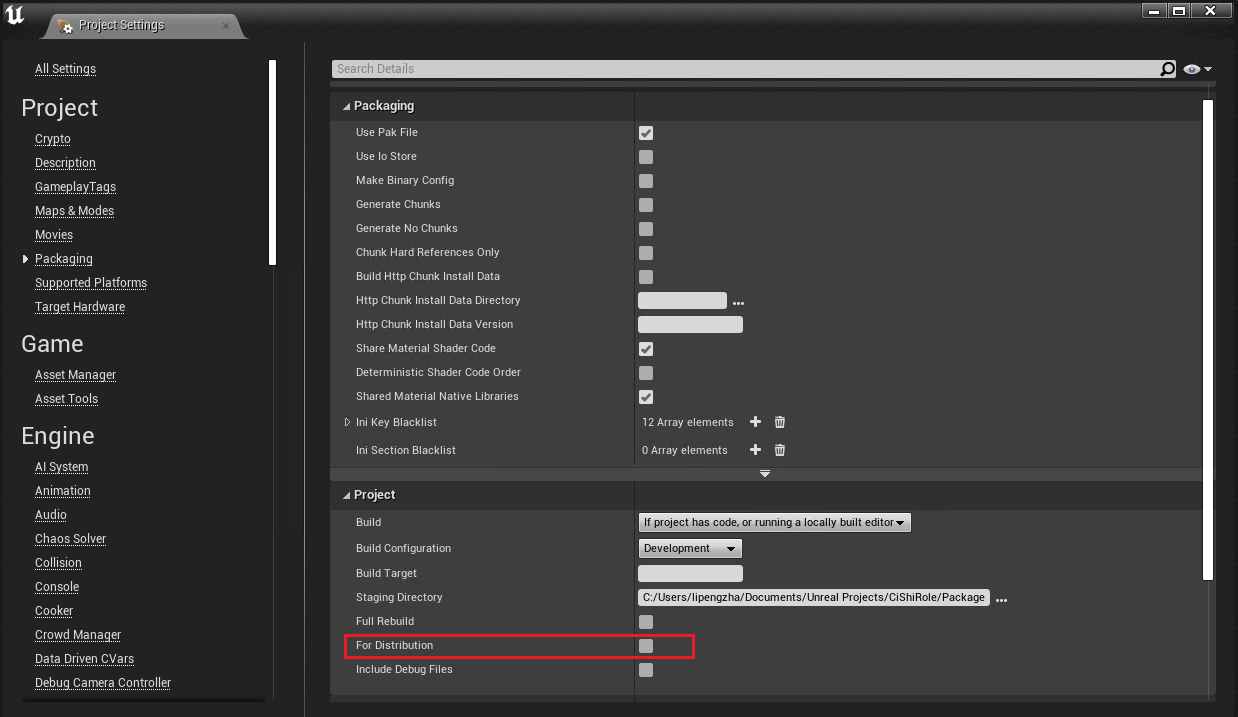 Project Settings
All Settings
Project
Crypto
Description
GameplayTags
Maps & Modes
Movies
Packaging
Supported Platforms
Target Hardware
Game
Asset Manager
Asset Tools
Engine
AI System
Animation
Audio
Chaos Solver
Collision
Console
Cooker
Crowd Manager
Data Driven CVars
Debug Camera Controller
Search Details
Packaging
Use Pak File
Use Io Store
Make Binary Config
Generate Chunks
Generate No Chunks
Chunk Hard References Only
Build Http Chunk Install Data
Http Chunk Install Data Directory
Http Chunk Install Data Version
Share Material Shader Code
Deterministic Shader Code Order
Shared Material Native Libraries
Ini Key Blacklist 12 Array elements
Ini Section Blacklist 0 Array elements
Project
Build If project has code, or running a locally built editor
Build Configuration Development
Build Target
Staging Directory C:/Users/lipengzha/Documents/Unreal Projects/CiShiRole/Package
Full Rebuild
For Distribution
Include Debug Files